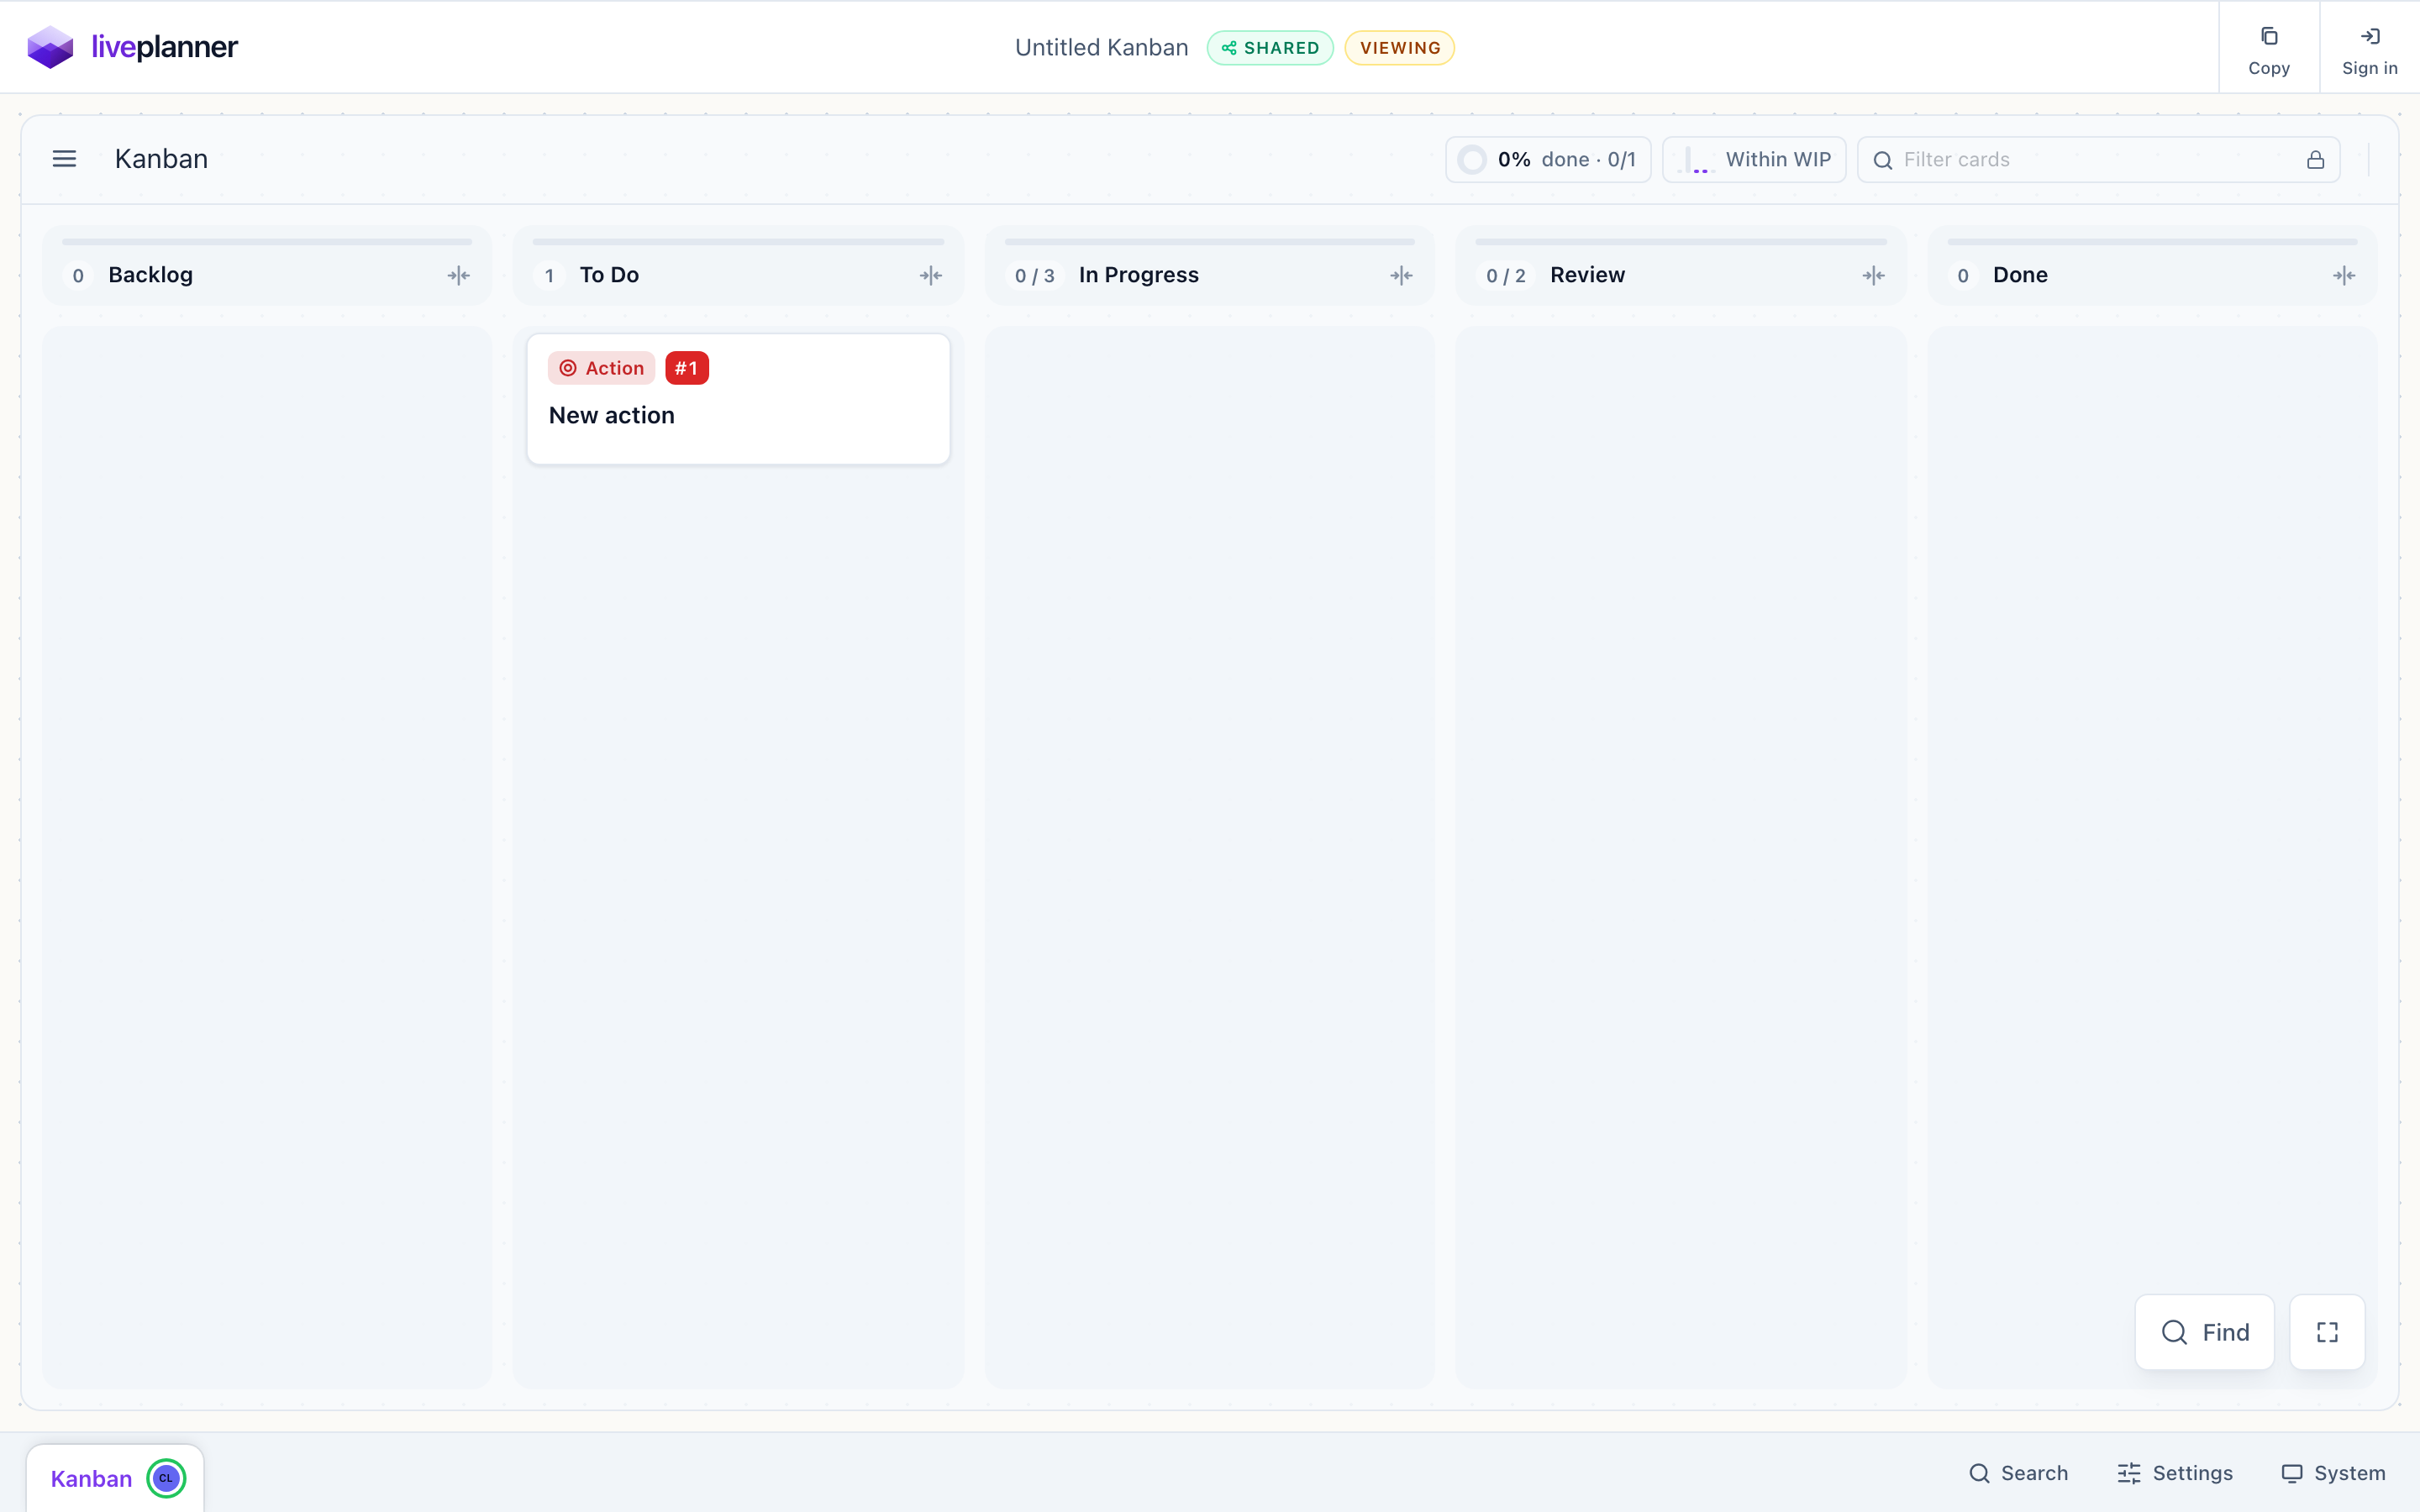 liveplanner
Untitled Kanban SHARED VIEWING
Copy
Sign in
Kanban
0% done · 0/1
Within WIP
Filter cards
0 Backlog
1 To Do
0 / 3 In Progress
0 / 2 Review
0 Done
Action #1
New action
Find
Kanban CL
Search
Settings
System